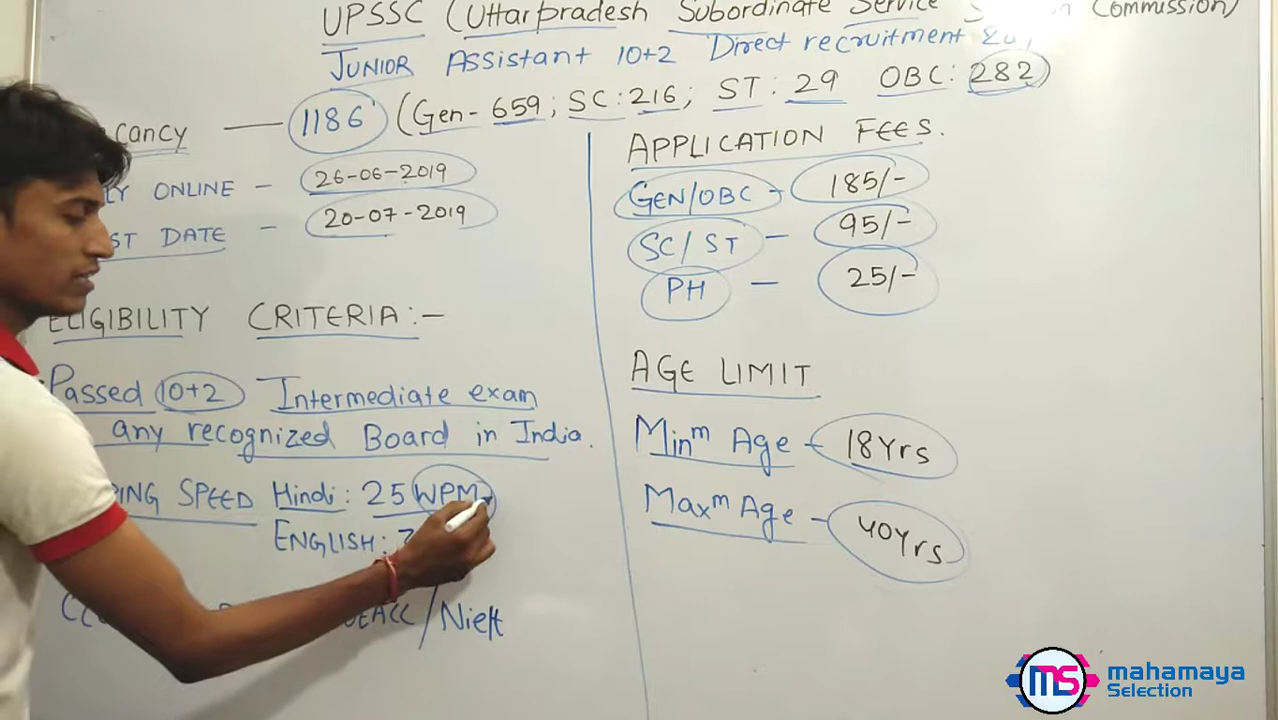 UPSSC (Uttarpradesh Subordinate Service Commission)
JUNIOR Assistant 10+2 Direct recruitment
1186 (Gen- 659; SC:216; ST: 29 OBC: 282)
ONLINE - 26-06-2019
DATE - 20-07-2019
ELIGIBILITY CRITERIA:-
Passed 10+2 Intermediate exam
any recognized Board in India.
SPEED Hindi: 25 WPM
ENGLISH:
/Nielt
APPLICATION FEES.
GEN/OBC - 185/-
SC/ST - 95/-
PH - 25/-
AGE LIMIT
Minm Age - 18Yrs
Maxm Age - 40Yrs
MS mahamaya
Selection